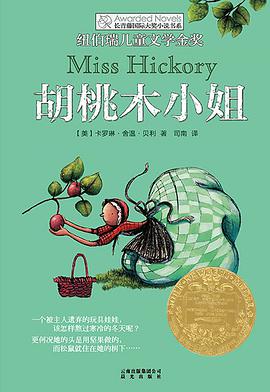 Awarded Novels
长青藤国际大奖小说书系
纽伯瑞儿童文学金奖
Miss Hickory
胡桃木小姐
【美】卡罗琳·舍温·贝利 著 司南 译
一个被主人遗弃的玩具娃娃,
该怎样熬过寒冷的冬天呢?
更何况她的头是用坚果做的,
而松鼠就住在她的树下……
云南出版集团公司
晨光出版社